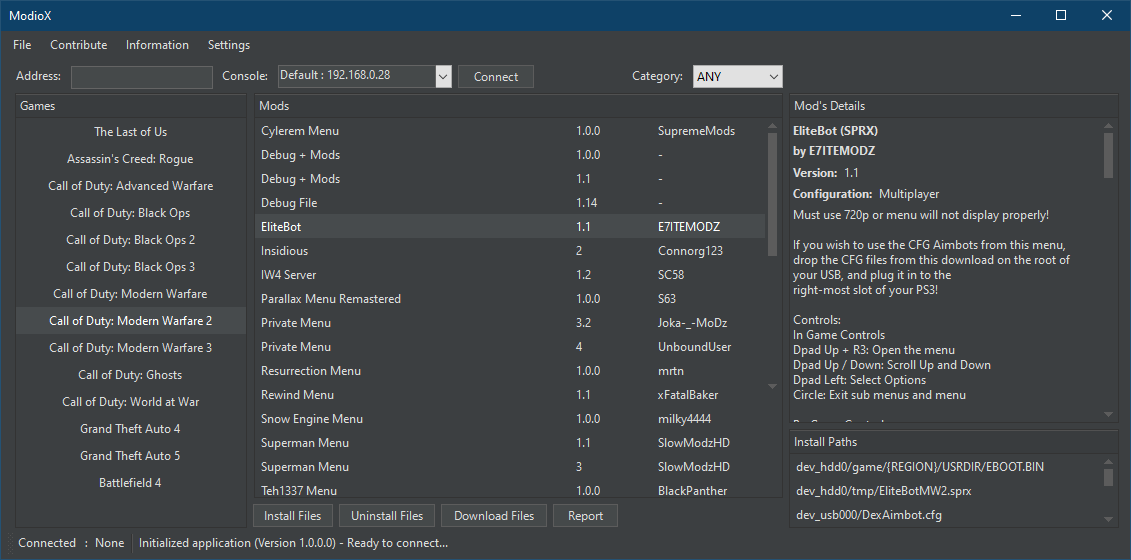 ModioX
File Contribute Information Settings
Address: Console: Default : 192.168.0.28 Connect Category: ANY
Games
The Last of Us
Assassin's Creed: Rogue
Call of Duty: Advanced Warfare
Call of Duty: Black Ops
Call of Duty: Black Ops 2
Call of Duty: Black Ops 3
Call of Duty: Modern Warfare
Call of Duty: Modern Warfare 2
Call of Duty: Modern Warfare 3
Call of Duty: Ghosts
Call of Duty: World at War
Grand Theft Auto 4
Grand Theft Auto 5
Battlefield 4
Mods
Cylerem Menu 1.0.0 SupremeMods
Debug + Mods 1.0.0 -
Debug + Mods 1.1 -
Debug File 1.14 -
EliteBot 1.1 E7ITEMODZ
Insidious 2 Connorg123
IW4 Server 1.2 SC58
Parallax Menu Remastered 1.0.0 S63
Private Menu 3.2 Joka-_-MoDz
Private Menu 4 UnboundUser
Resurrection Menu 1.0.0 mrtn
Rewind Menu 1.1 xFatalBaker
Snow Engine Menu 1.0.0 milky4444
Superman Menu 1.1 SlowModzHD
Superman Menu 3 SlowModzHD
Teh1337 Menu 1.0.0 BlackPanther
Install Files Uninstall Files Download Files Report
Mod's Details
EliteBot (SPRX)
by E7ITEMODZ
Version: 1.1
Configuration: Multiplayer
Must use 720p or menu will not display properly!
If you wish to use the CFG Aimbots from this menu,
drop the CFG files from this download on the root of
your USB, and plug it in to the
right-most slot of your PS3!
Controls:
In Game Controls
Dpad Up + R3: Open the menu
Dpad Up / Down: Scroll Up and Down
Dpad Left: Select Options
Circle: Exit sub menus and menu
Install Paths
dev_hdd0/game/{REGION}/USRDIR/EBOOT.BIN
dev_hdd0/tmp/EliteBotMW2.sprx
dev_usb000/DexAimbot.cfg
Connected : None Initialized application (Version 1.0.0.0) - Ready to connect...